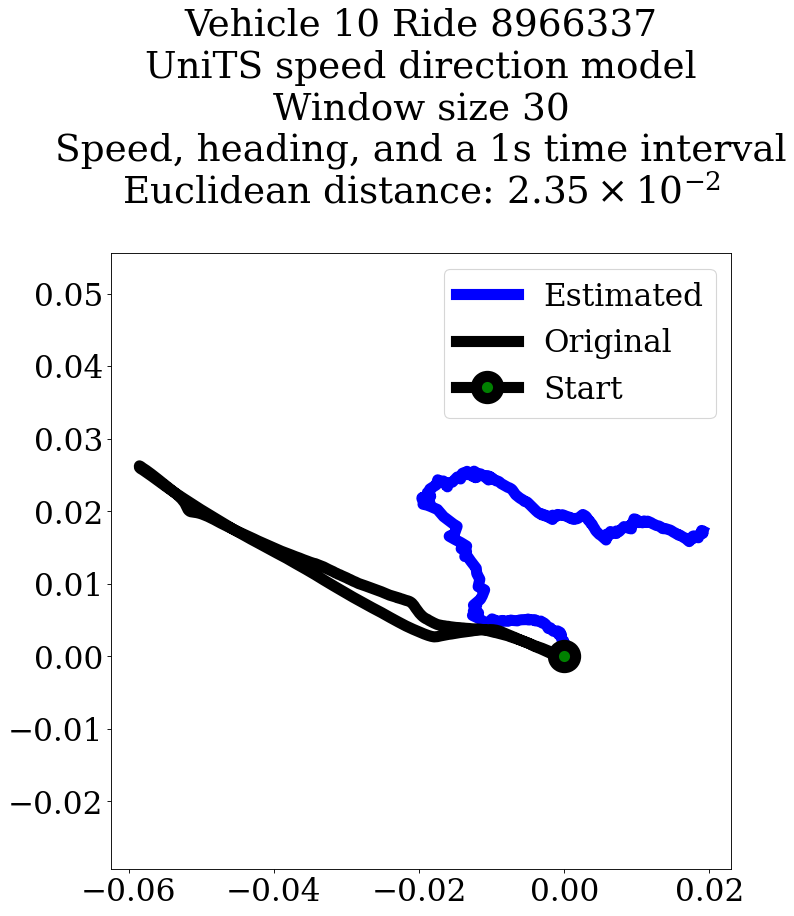 Vehicle 10 Ride 8966337
UniTS speed direction model
Window size 30
Speed, heading, and a 1s time interval
Euclidean distance: 2.35 × 10⁻²
Estimated
Original
Start
0.05
0.04
0.03
0.02
0.01
0.00
−0.01
−0.02
−0.06 −0.04 −0.02 0.00 0.02